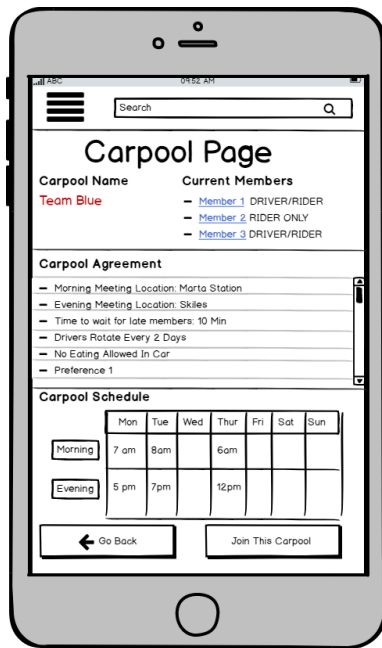 ABC 09:52 AM
Search
Carpool Page
Carpool Name
Team Blue
Current Members
– Member 1 DRIVER/RIDER
– Member 2 RIDER ONLY
– Member 3 DRIVER/RIDER
Carpool Agreement
– Morning Meeting Location: Marta Station
– Evening Meeting Location: Skiles
– Time to wait for late members: 10 Min
– Drivers Rotate Every 2 Days
– No Eating Allowed In Car
– Preference 1
Carpool Schedule
Mon Tue Wed Thur Fri Sat Sun
Morning 7 am 8am 6am
Evening 5 pm 7pm 12pm
Go Back Join This Carpool